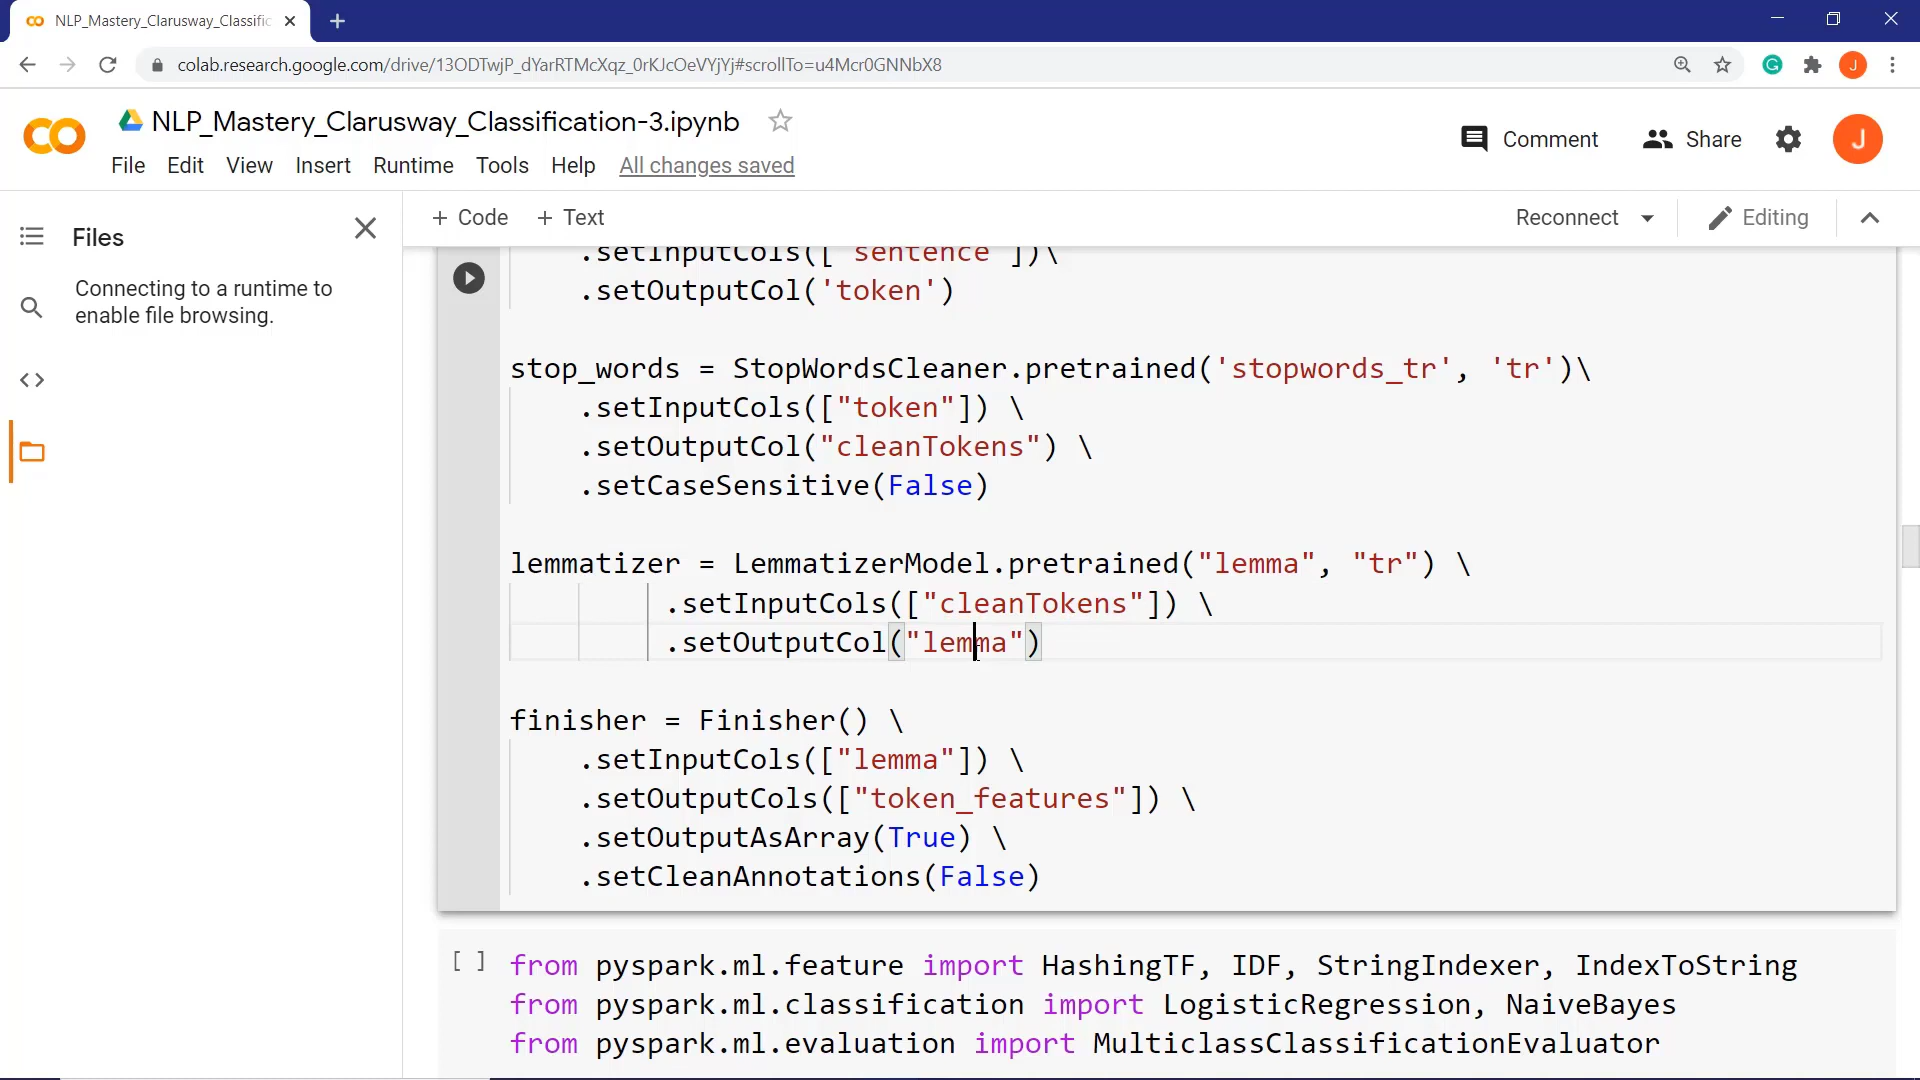 NLP_Mastery_Clarusway_Classific
colab.research.google.com/drive/13ODTwjP_dYarRTMcXqz_0rKJcOeVYjYj#scrollTo=u4Mcr0GNNbX8
NLP_Mastery_Clarusway_Classification-3.ipynb
File Edit View Insert Runtime Tools Help All changes saved
Comment Share J
Files
Connecting to a runtime to
enable file browsing.
+ Code + Text
Reconnect Editing
.setInputCols(["sentence"])\
.setOutputCol('token')
stop_words = StopWordsCleaner.pretrained('stopwords_tr', 'tr')\
.setInputCols(["token"]) \
.setOutputCol("cleanTokens") \
.setCaseSensitive(False)
lemmatizer = LemmatizerModel.pretrained("lemma", "tr") \
.setInputCols(["cleanTokens"]) \
.setOutputCol("lemma")
finisher = Finisher() \
.setInputCols(["lemma"]) \
.setOutputCols(["token_features"]) \
.setOutputAsArray(True) \
.setCleanAnnotations(False)
[ ] from pyspark.ml.feature import HashingTF, IDF, StringIndexer, IndexToString
from pyspark.ml.classification import LogisticRegression, NaiveBayes
from pyspark.ml.evaluation import MulticlassClassificationEvaluator